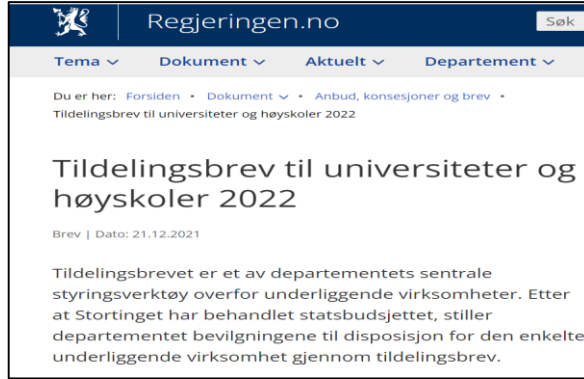 Regjeringen.no
Søk
Tema Dokument Aktuelt Departement
Du er her: Forsiden • Dokument • Anbud, konsesjoner og brev •
Tildelingsbrev til universiteter og høyskoler 2022
Tildelingsbrev til universiteter og
høyskoler 2022
Brev | Dato: 21.12.2021
Tildelingsbrevet er et av departementets sentrale
styringsverktøy overfor underliggende virksomheter. Etter
at Stortinget har behandlet statsbudsjettet, stiller
departementet bevilgningene til disposisjon for den enkelte
underliggende virksomhet gjennom tildelingsbrev.